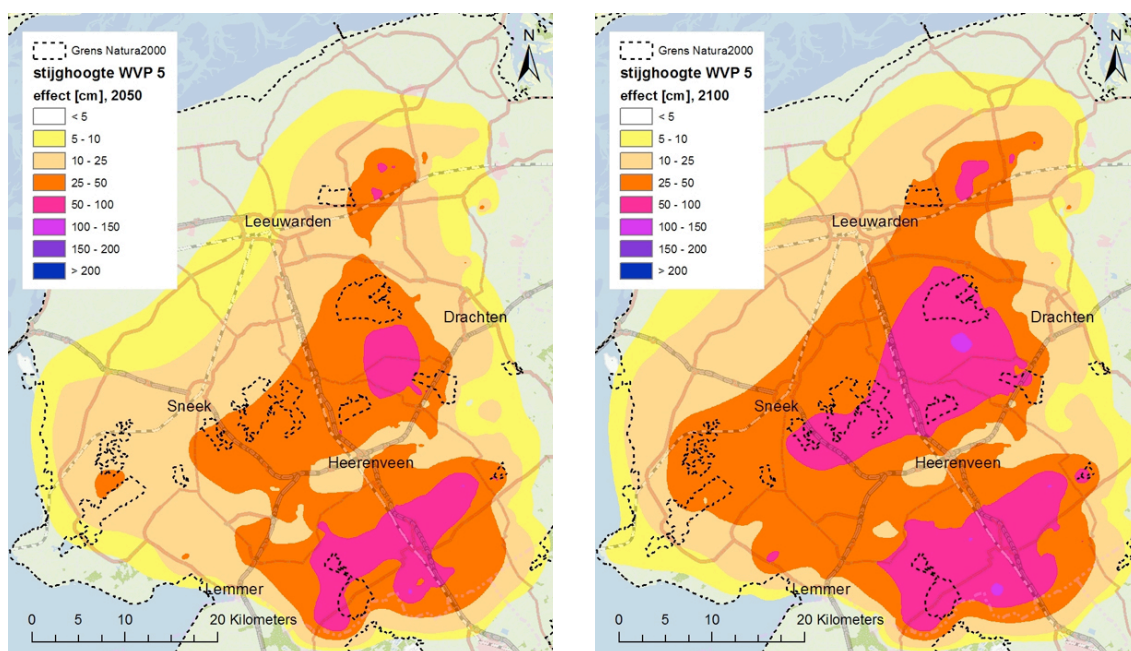 Grens Natura2000
stijghoogte WVP 5
effect [cm], 2050
< 5
5 - 10
10 - 25
25 - 50
50 - 100
100 - 150
150 - 200
> 200
N
Leeuwarden
Drachten
Sneek
Heerenveen
Lemmer
0 5 10 20 Kilometers
Grens Natura2000
stijghoogte WVP 5
effect [cm], 2100
< 5
5 - 10
10 - 25
25 - 50
50 - 100
100 - 150
150 - 200
> 200
N
Leeuwarden
Drachten
Sneek
Heerenveen
Lemmer
0 5 10 20 Kilometers